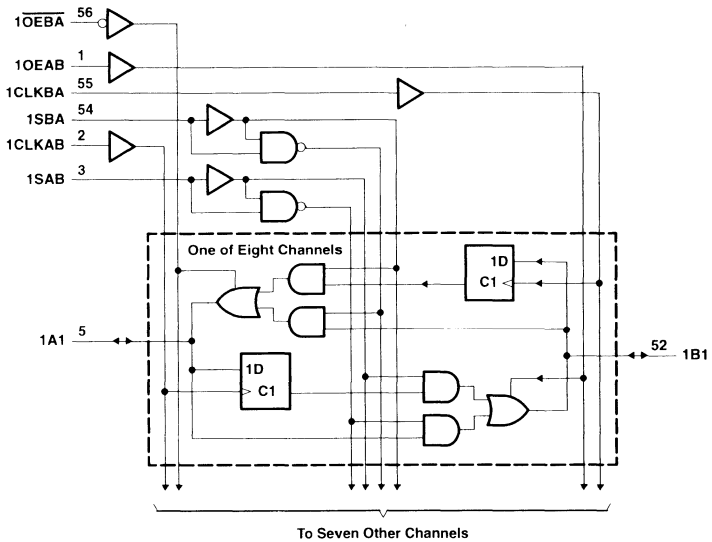 1OEBA 56
1OEAB 1
1CLKBA 55
1SBA 54
1CLKAB 2
1SAB 3
One of Eight Channels
1D
C1
1A1 5
52 1B1
1D
C1
To Seven Other Channels